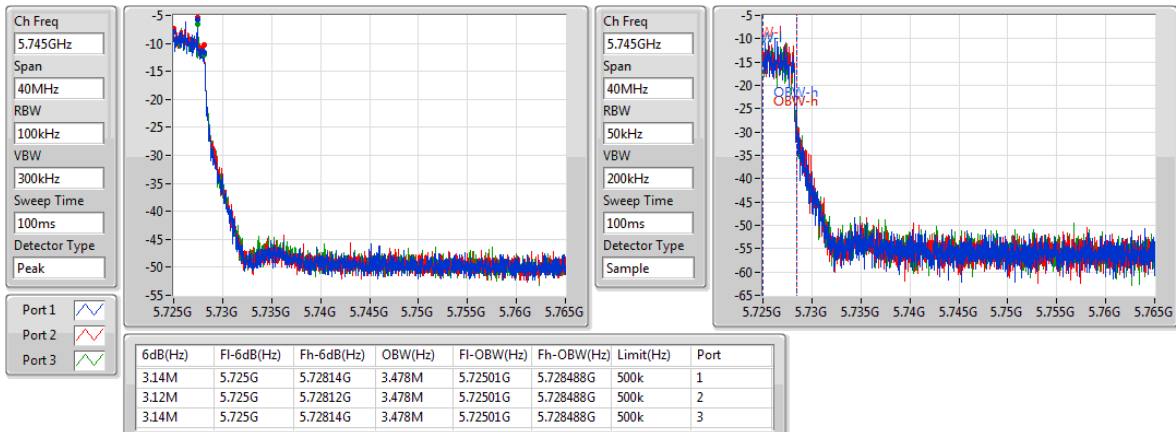 Ch Freq
5.745GHz
Span
40MHz
RBW
100kHz
VBW
300kHz
Sweep Time
100ms
Detector Type
Peak
Port 1
Port 2
Port 3
-5
-10
-15
-20
-25
-30
-35
-40
-45
-50
-55
5.725G 5.73G 5.735G 5.74G 5.745G 5.75G 5.755G 5.76G 5.765G
Ch Freq
5.745GHz
Span
40MHz
RBW
50kHz
VBW
200kHz
Sweep Time
100ms
Detector Type
Sample
-5
-10
-15
-20
-25
-30
-35
-40
-45
-50
-55
-60
-65
OBW-h
OBW-h
5.725G 5.73G 5.735G 5.74G 5.745G 5.75G 5.755G 5.76G 5.765G
6dB(Hz) Fl-6dB(Hz) Fh-6dB(Hz) OBW(Hz) Fl-OBW(Hz) Fh-OBW(Hz) Limit(Hz) Port
3.14M 5.725G 5.72814G 3.478M 5.72501G 5.728488G 500k 1
3.12M 5.725G 5.72812G 3.478M 5.72501G 5.728488G 500k 2
3.14M 5.725G 5.72814G 3.478M 5.72501G 5.728488G 500k 3